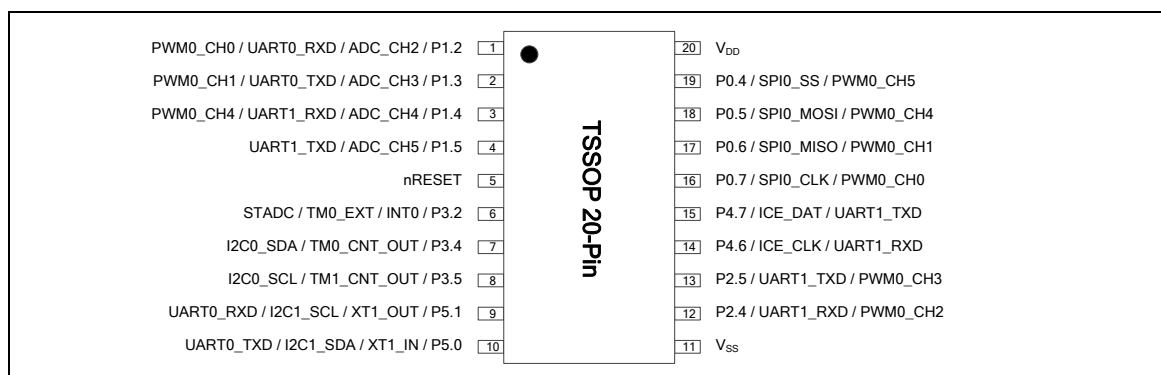 PWM0_CH0 / UART0_RXD / ADC_CH2 / P1.2 1
PWM0_CH1 / UART0_TXD / ADC_CH3 / P1.3 2
PWM0_CH4 / UART1_RXD / ADC_CH4 / P1.4 3
UART1_TXD / ADC_CH5 / P1.5 4
nRESET 5
STADC / TM0_EXT / INT0 / P3.2 6
I2C0_SDA / TM0_CNT_OUT / P3.4 7
I2C0_SCL / TM1_CNT_OUT / P3.5 8
UART0_RXD / I2C1_SCL / XT1_OUT / P5.1 9
UART0_TXD / I2C1_SDA / XT1_IN / P5.0 10
TSSOP 20-Pin
20 VDD
19 P0.4 / SPI0_SS / PWM0_CH5
18 P0.5 / SPI0_MOSI / PWM0_CH4
17 P0.6 / SPI0_MISO / PWM0_CH1
16 P0.7 / SPI0_CLK / PWM0_CH0
15 P4.7 / ICE_DAT / UART1_TXD
14 P4.6 / ICE_CLK / UART1_RXD
13 P2.5 / UART1_TXD / PWM0_CH3
12 P2.4 / UART1_RXD / PWM0_CH2
11 VSS